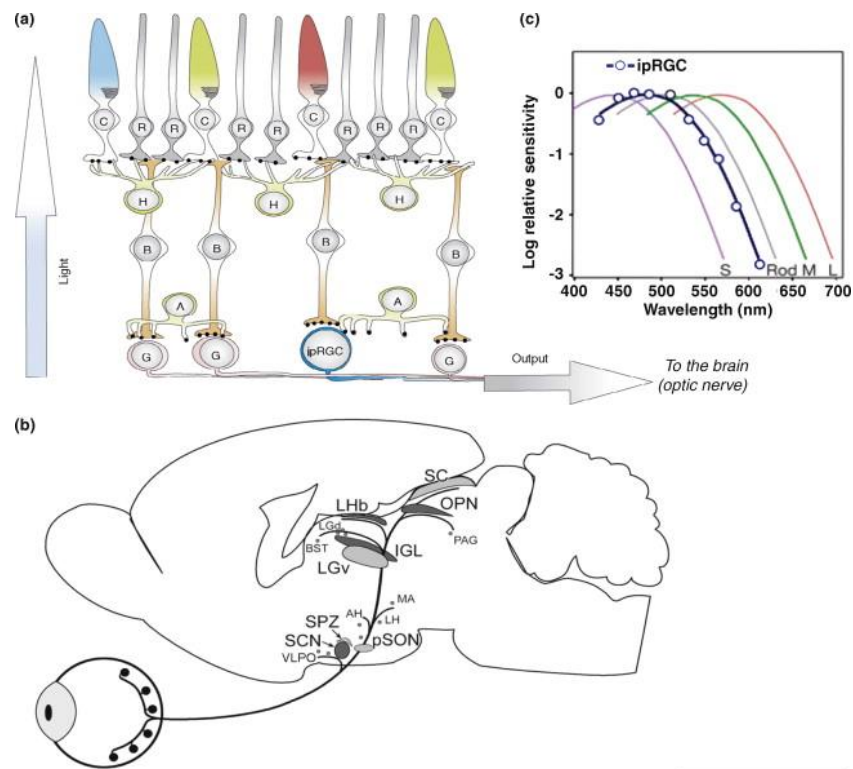 (a)
C R R C R R C R R R C
H H H
B B B B
Light
A A
G G ipRGC G
Output
To the brain
(optic nerve)
(c)
ipRGC
Log relative sensitivity
0
-1
-2
-3
S Rod M L
400 450 500 550 600 650 700
Wavelength (nm)
(b)
SC
LHb OPN
LGd
BST IGL PAG
LGv
MA
AH LH
SPZ
SCN pSON
VLPO